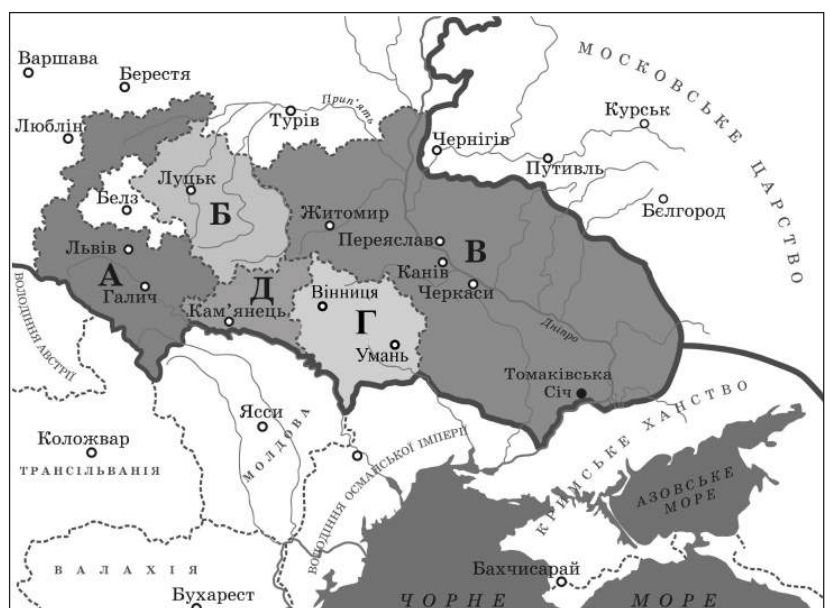 Варшава
Берестя
МОСКОВСЬКЕ ЦАРСТВО
Люблін
Прип'ять
Турів
Курськ
Чернігів
Путивль
Луцьк
Белз
Б
Житомир
Бєлгород
Переяслав
В
Львів
Канів
А
Галич
Д
Черкаси
Вінниця
Кам'янець
Г
Умань
Дніпро
ВОЛОДІННЯ АВСТРІЇ
Томаківська
Січ
Ясси
МОЛДОВА
Коложвар
ТРАНСІЛЬВАНІЯ
ВОЛОДІННЯ ОСМАНСЬКОЇ ІМПЕРІЇ
КРИМСЬКЕ ХАНСТВО
АЗОВСЬКЕ
МОРЕ
ВАЛАХІЯ
Бахчисарай
Бухарест
ЧОРНЕ МОРЕ